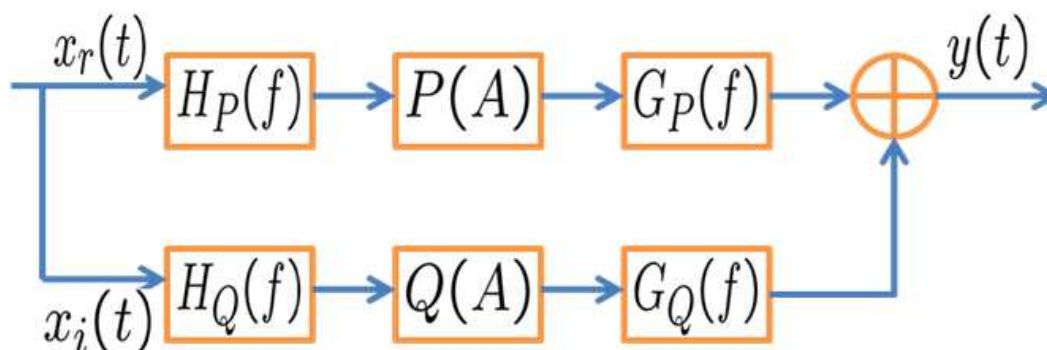 x_r(t)
H_P(f) P(A) G_P(f)
y(t)
x_i(t)
H_Q(f) Q(A) G_Q(f)